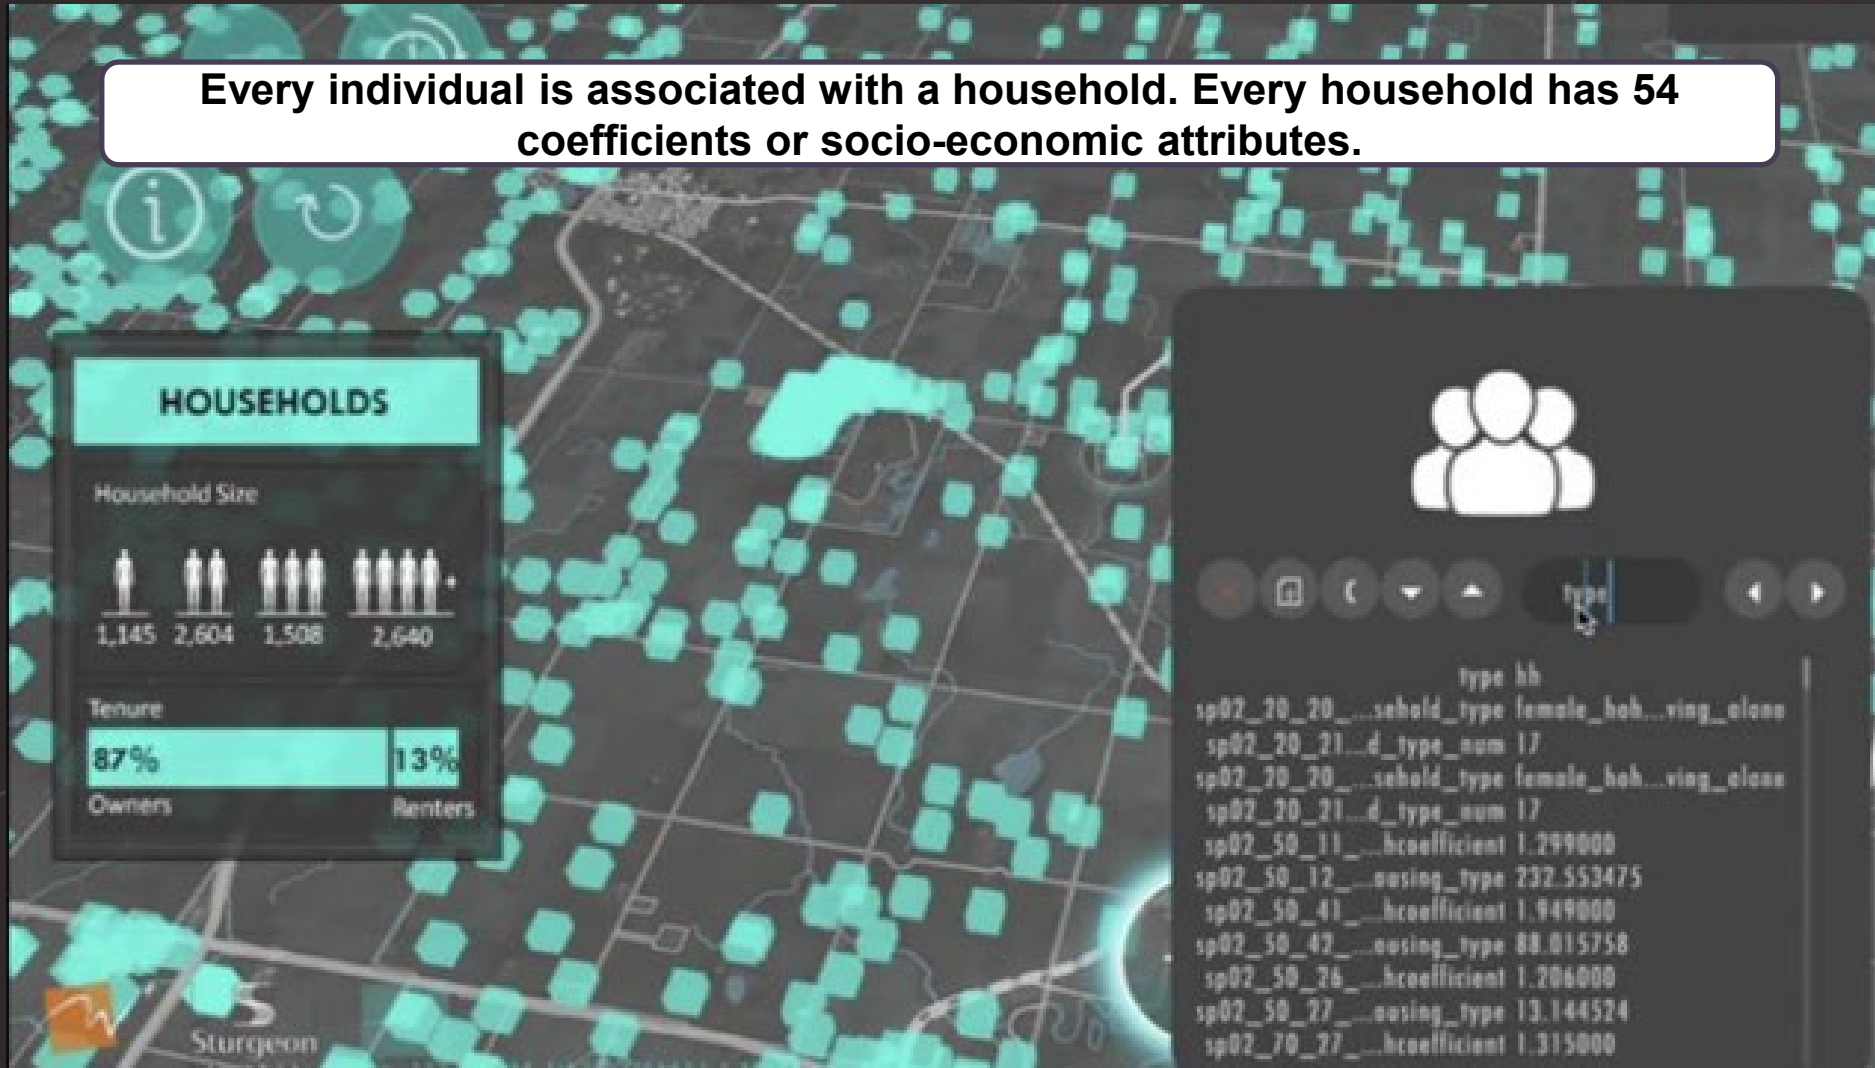 Every individual is associated with a household. Every household has 54
coefficients or socio-economic attributes.
i
HOUSEHOLDS
Household Size
1,145 2,604 1,508 2,640
Tenure
87% 13%
Owners Renters
Sturgeon
type
type hh
sp02_20_20_...sehold_type female_hoh...ving_alone
sp02_20_21...d_type_num 17
sp02_20_20_...sehold_type female_hoh...ving_alone
sp02_20_21...d_type_num 17
sp02_50_11_...hcoefficient 1.299000
sp02_50_12_...ousing_type 232.553475
sp02_50_41_...hcoefficient 1.949000
sp02_50_42_...ousing_type 88.015758
sp02_50_26_...hcoefficient 1.206000
sp02_50_27_...ousing_type 13.144524
sp02_70_27_...hcoefficient 1.315000